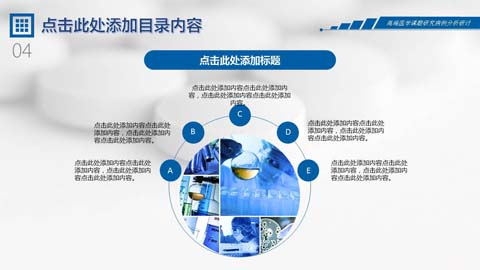 点击此处添加目录内容
高端医学课题研究病例分析研讨
04
点击此处添加标题
点击此处添加内容点击此处添加内
容，点击此处添加内容点击此处添加
内容。
C
点击此处添加内容点击此处
添加内容，点击此处添加内
容点击此处添加内容。
B
D
点击此处添加内容点击此处
添加内容，点击此处添加内
容点击此处添加内容。
点击此处添加内容点击此处
添加内容，点击此处添加内
容点击此处添加内容。
A
E
点击此处添加内容点击此处
添加内容，点击此处添加内
容点击此处添加内容。